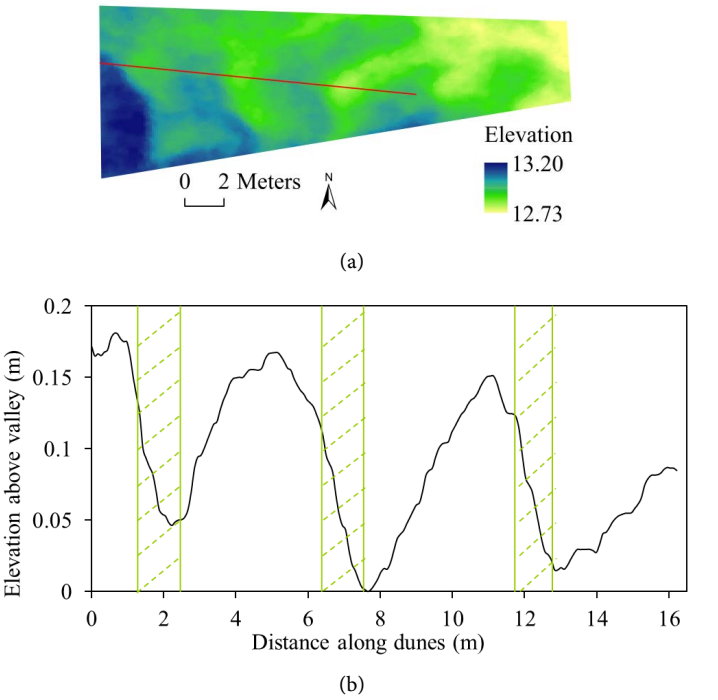 Elevation
13.20
12.73
0 2 Meters
N
(a)
0.2
0.15
0.1
0.05
0
Elevation above valley (m)
0 2 4 6 8 10 12 14 16
Distance along dunes (m)
(b)